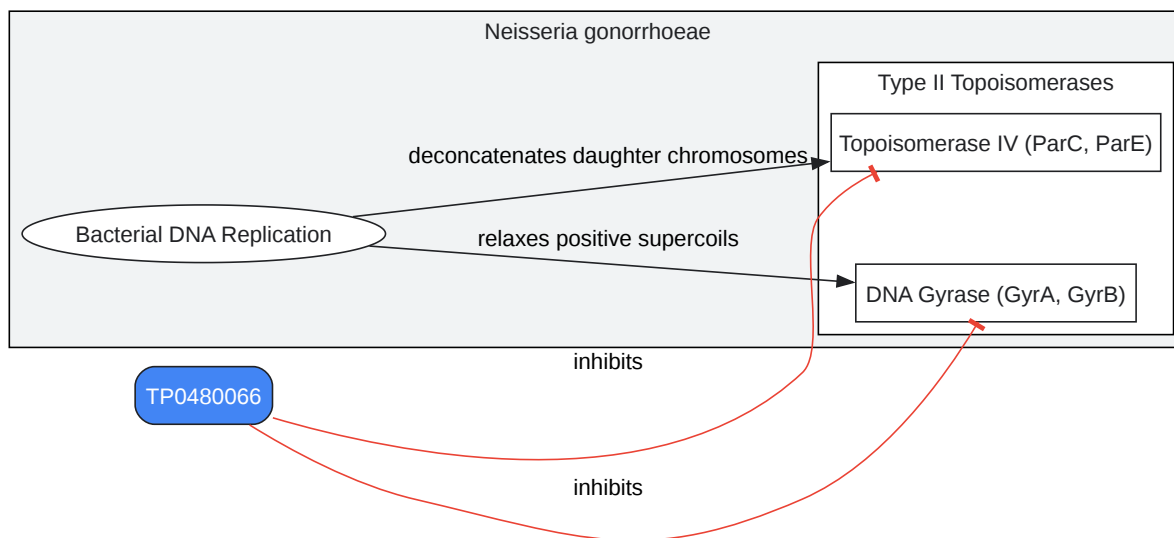 Neisseria gonorrhoeae
Type II Topoisomerases
Topoisomerase IV (ParC, ParE)
deconcatenates daughter chromosomes
Bacterial DNA Replication
relaxes positive supercoils
DNA Gyrase (GyrA, GyrB)
inhibits
TP0480066
inhibits